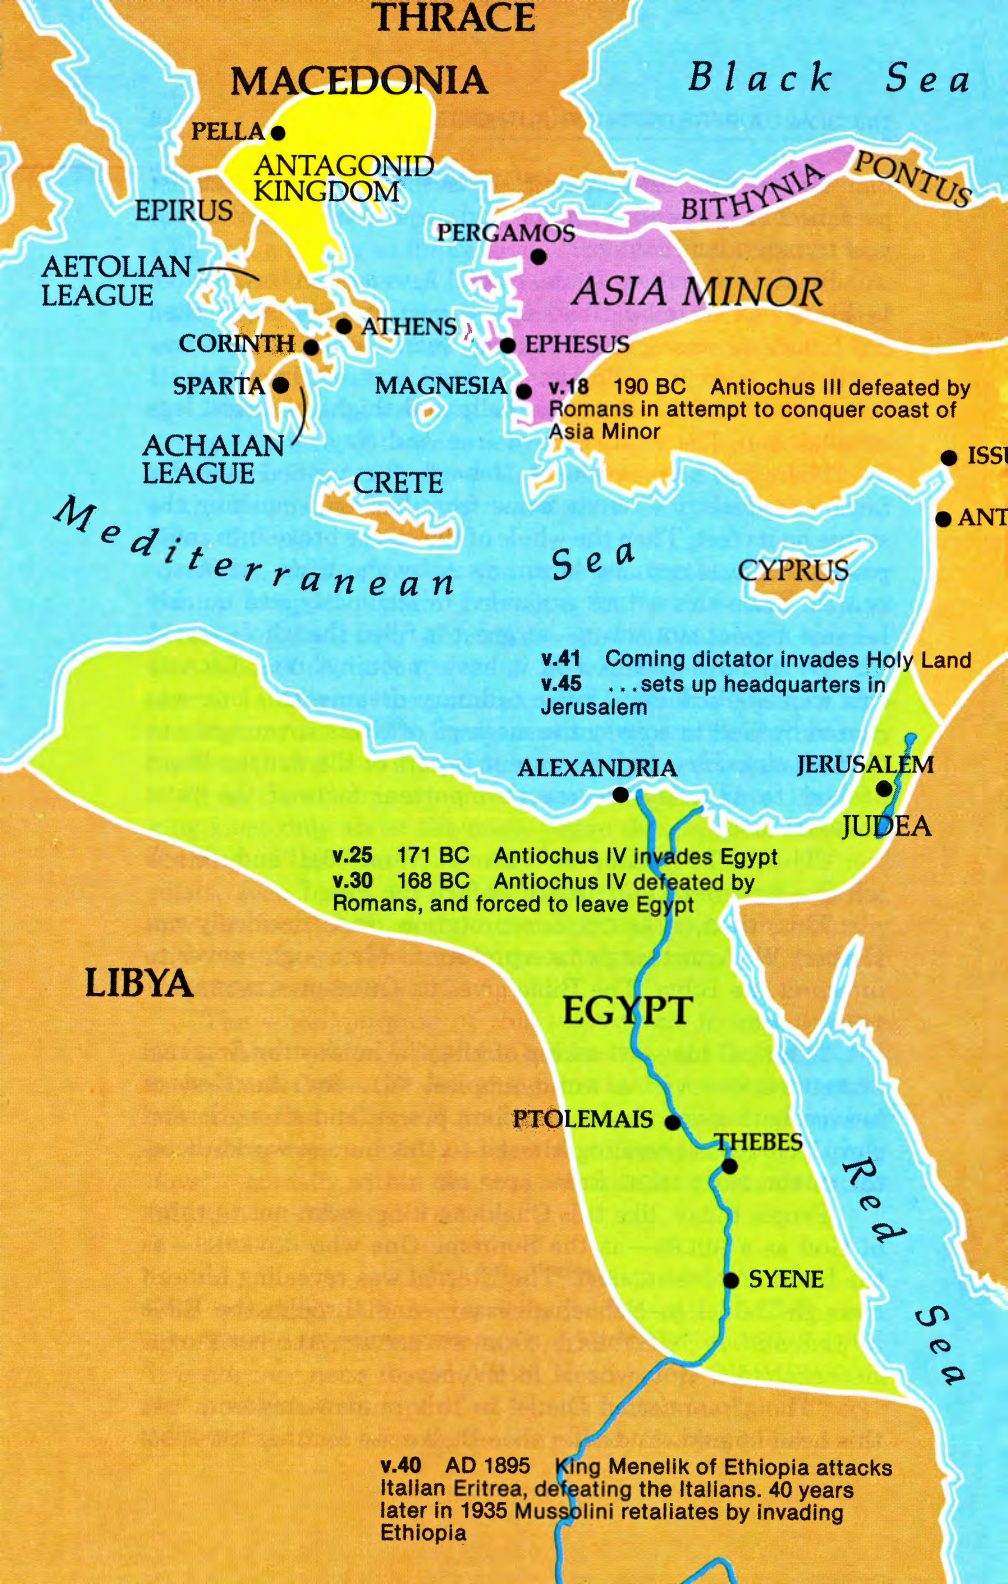 THRACE
MACEDONIA
Black Sea
PELLA
ANTAGONID
KINGDOM
EPIRUS
BITHYNIA
PONTUS
PERGAMOS
AETOLIAN
LEAGUE
ASIA MINOR
ATHENS
CORINTH
EPHESUS
SPARTA
MAGNESIA
v.18 190 BC Antiochus III defeated by
Romans in attempt to conquer coast of
Asia Minor
ACHAIAN
LEAGUE
ISSU
CRETE
ANT
Mediterranean Sea
CYPRUS
v.41 Coming dictator invades Holy Land
v.45 ...sets up headquarters in
Jerusalem
ALEXANDRIA
JERUSALEM
JUDEA
v.25 171 BC Antiochus IV invades Egypt
v.30 168 BC Antiochus IV defeated by
Romans, and forced to leave Egypt
LIBYA
EGYPT
PTOLEMAIS
THEBES
Red Sea
SYENE
v.40 AD 1895 King Menelik of Ethiopia attacks
Italian Eritrea, defeating the Italians. 40 years
later in 1935 Mussolini retaliates by invading
Ethiopia